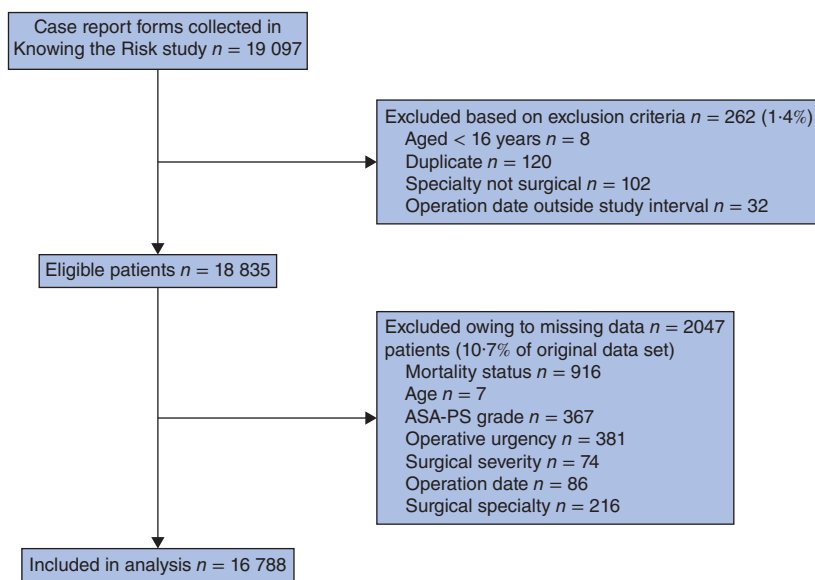 Case report forms collected in
Knowing the Risk study n = 19 097
Excluded based on exclusion criteria n = 262 (1·4%)
Aged < 16 years n = 8
Duplicate n = 120
Specialty not surgical n = 102
Operation date outside study interval n = 32
Eligible patients n = 18 835
Excluded owing to missing data n = 2047
patients (10·7% of original data set)
Mortality status n = 916
Age n = 7
ASA-PS grade n = 367
Operative urgency n = 381
Surgical severity n = 74
Operation date n = 86
Surgical specialty n = 216
Included in analysis n = 16 788